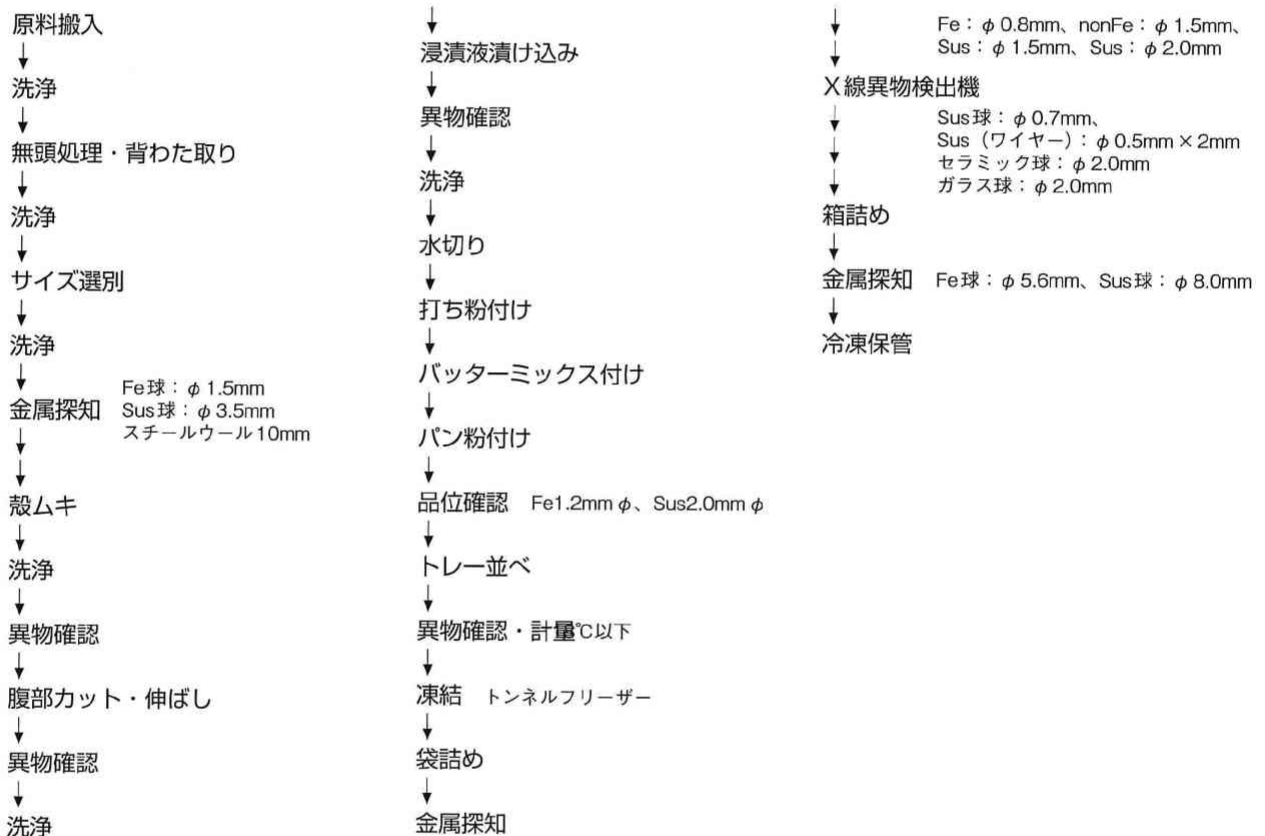 原料搬入
↓
洗浄
↓
無頭処理・背わた取り
↓
洗浄
↓
サイズ選別
↓
洗浄
↓
金属探知
Fe球：φ1.5mm
Sus球：φ3.5mm
スチールウール10mm
↓
↓
殻ムキ
↓
洗浄
↓
異物確認
↓
腹部カット・伸ばし
↓
異物確認
↓
洗浄
↓
浸漬液漬け込み
↓
異物確認
↓
洗浄
↓
水切り
↓
打ち粉付け
↓
バッターミックス付け
↓
パン粉付け
↓
品位確認 Fe1.2mmφ、Sus2.0mmφ
↓
トレー並べ
↓
異物確認・計量℃以下
↓
凍結 トンネルフリーザー
↓
袋詰め
↓
金属探知
↓
Fe：φ0.8mm、nonFe：φ1.5mm、
Sus：φ1.5mm、Sus：φ2.0mm
↓
X線異物検出機
↓
Sus球：φ0.7mm、
Sus（ワイヤー）：φ0.5mm×2mm
セラミック球：φ2.0mm
ガラス球：φ2.0mm
↓
↓
箱詰め
↓
金属探知 Fe球：φ5.6mm、Sus球：φ8.0mm
↓
冷凍保管